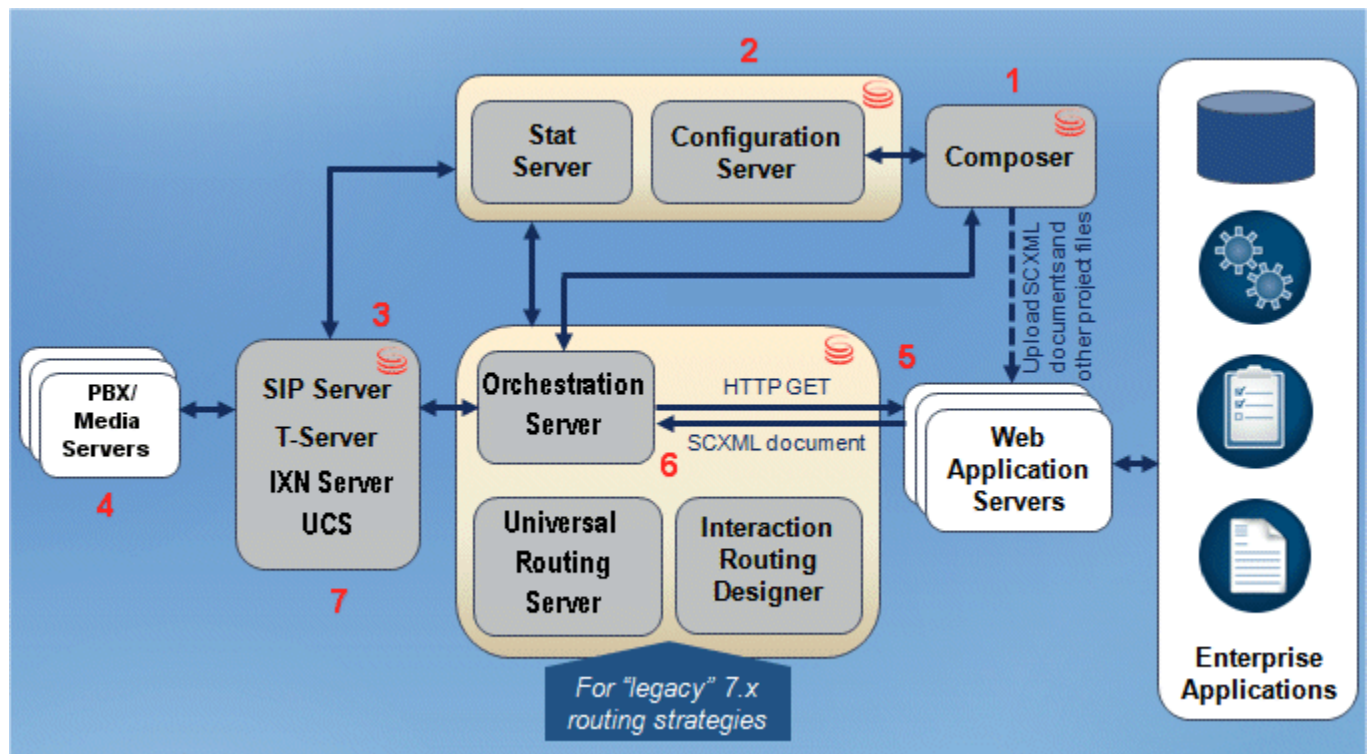 2
1
Stat
Server
Configuration
Server
Composer
Upload SCXML
documentsand
other project files
3
SIP Server
T-Server
IXN Server
UCS
7
PBX/
Media
Servers
4
Orchestration
Server
HTTP GET
SCXML document
5
6
Web
Application
Servers
Universal
Routing
Server
Interaction
Routing
Designer
For "legacy" 7.x
routing strategies
Enterprise
Applications